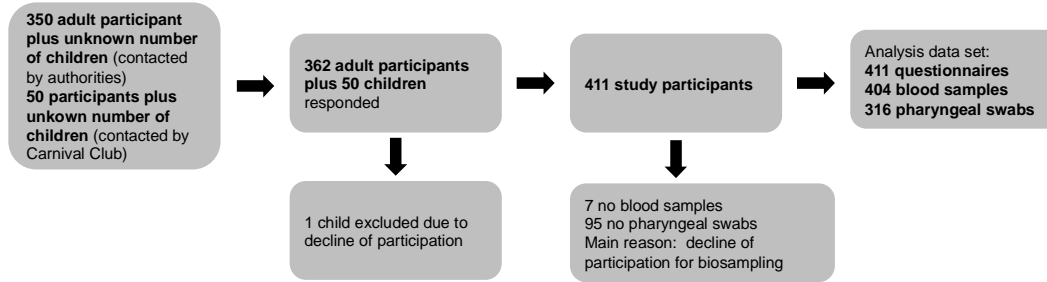 350 adult participant
plus unknown number
of children (contacted
by authorities)
50 participants plus
unkown number of
children (contacted by
Carnival Club)
362 adult participants
plus 50 children
responded
411 study participants
Analysis data set:
411 questionnaires
404 blood samples
316 pharyngeal swabs
1 child excluded due to
decline of participation
7 no blood samples
95 no pharyngeal swabs
Main reason:  decline of
participation for biosampling